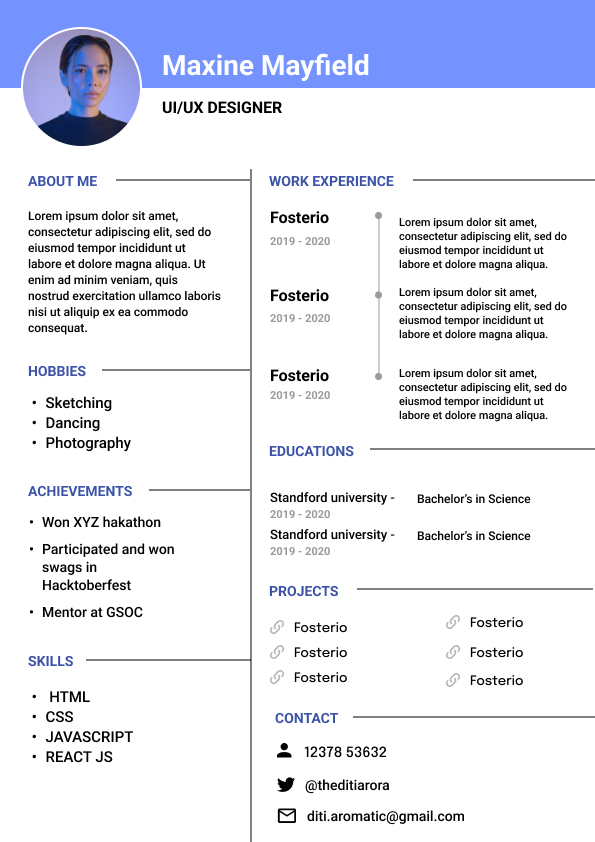 Maxine Mayfield
UI/UX DESIGNER
ABOUT ME
Lorem ipsum dolor sit amet,
consectetur adipiscing elit, sed do
eiusmod tempor incididunt ut
labore et dolore magna aliqua. Ut
enim ad minim veniam, quis
nostrud exercitation ullamco laboris
nisi ut aliquip ex ea commodo
consequat.
HOBBIES
• Sketching
• Dancing
• Photography
ACHIEVEMENTS
• Won XYZ hakathon
• Participated and won
swags in
Hacktoberfest
• Mentor at GSOC
SKILLS
• HTML
• CSS
• JAVASCRIPT
• REACT JS
WORK EXPERIENCE
Fosterio
2019 - 2020
Lorem ipsum dolor sit amet,
consectetur adipiscing elit, sed do
eiusmod tempor incididunt ut
labore et dolore magna aliqua.
Fosterio
2019 - 2020
Lorem ipsum dolor sit amet,
consectetur adipiscing elit, sed do
eiusmod tempor incididunt ut
labore et dolore magna aliqua.
Fosterio
2019 - 2020
Lorem ipsum dolor sit amet,
consectetur adipiscing elit, sed do
eiusmod tempor incididunt ut
labore et dolore magna aliqua.
EDUCATIONS
Standford university - Bachelor's in Science
2019 - 2020
Standford university - Bachelor's in Science
2019 - 2020
PROJECTS
Fosterio
Fosterio
Fosterio
Fosterio
Fosterio
Fosterio
CONTACT
12378 53632
@theditiarora
diti.aromatic@gmail.com